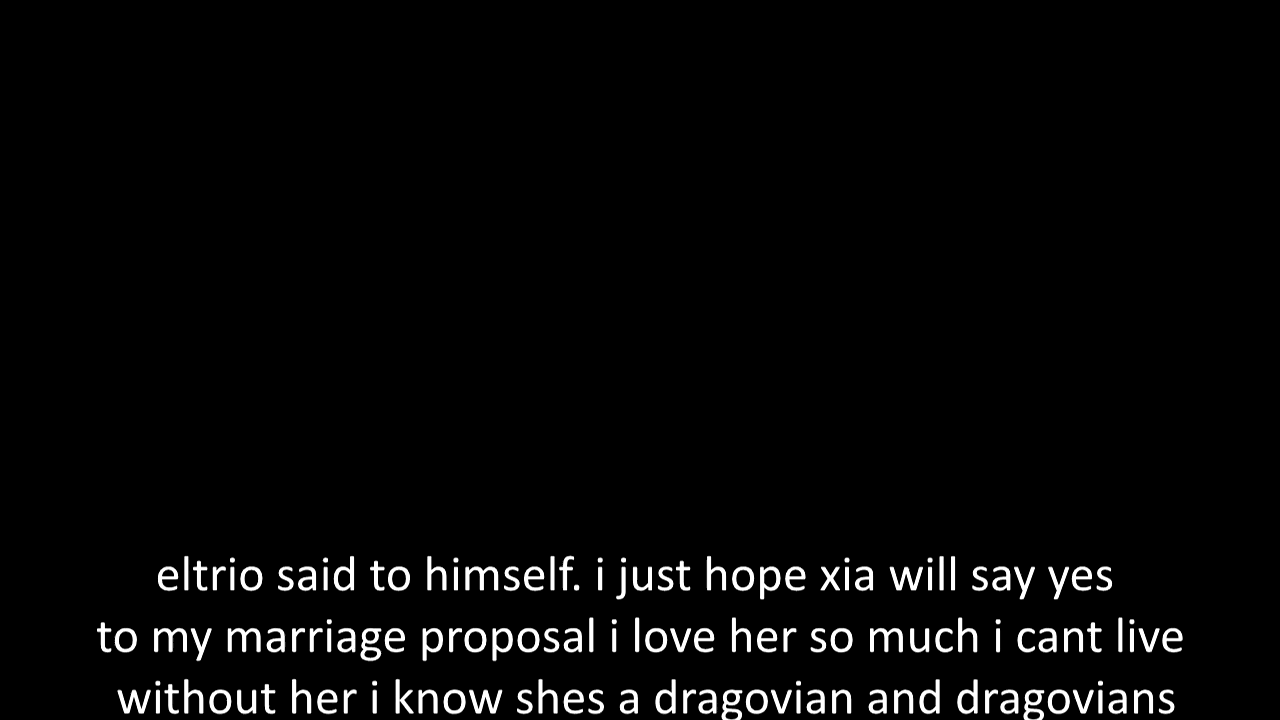 eltrio said to himself. i just hope xia will say yes
to my marriage proposal i love her so much i cant live
without her i know shes a dragovian and dragovians